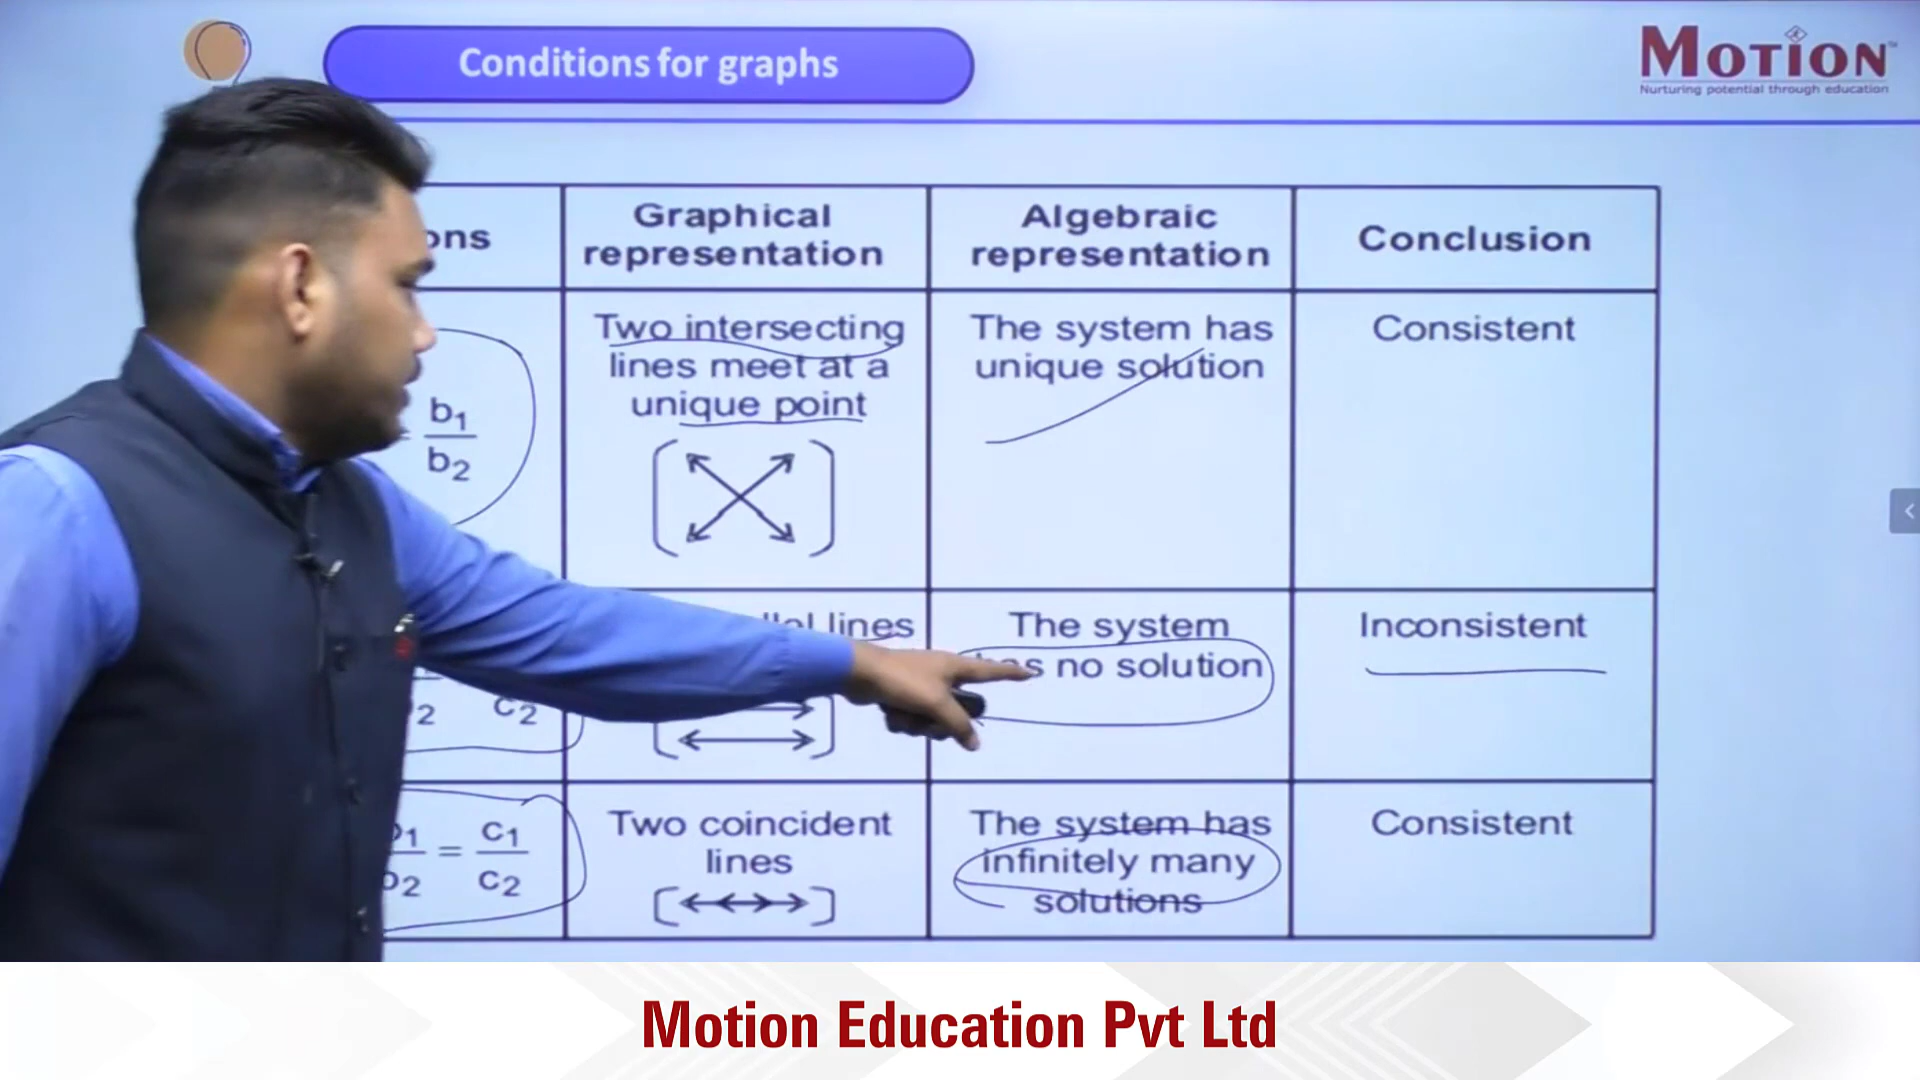 Conditions for graphs
MOTION
Nurturing potential through education
Graphical
representation
Algebraic
representation
Conclusion
Two intersecting
lines meet at a
unique point
The system has
unique solution
Consistent
b1
b2
lines
The system
no solution
Inconsistent
2 c2
Two coincident
lines
The system has
infinitely many
solutions
Consistent
b1 = c1
b2 c2
Motion Education Pvt Ltd